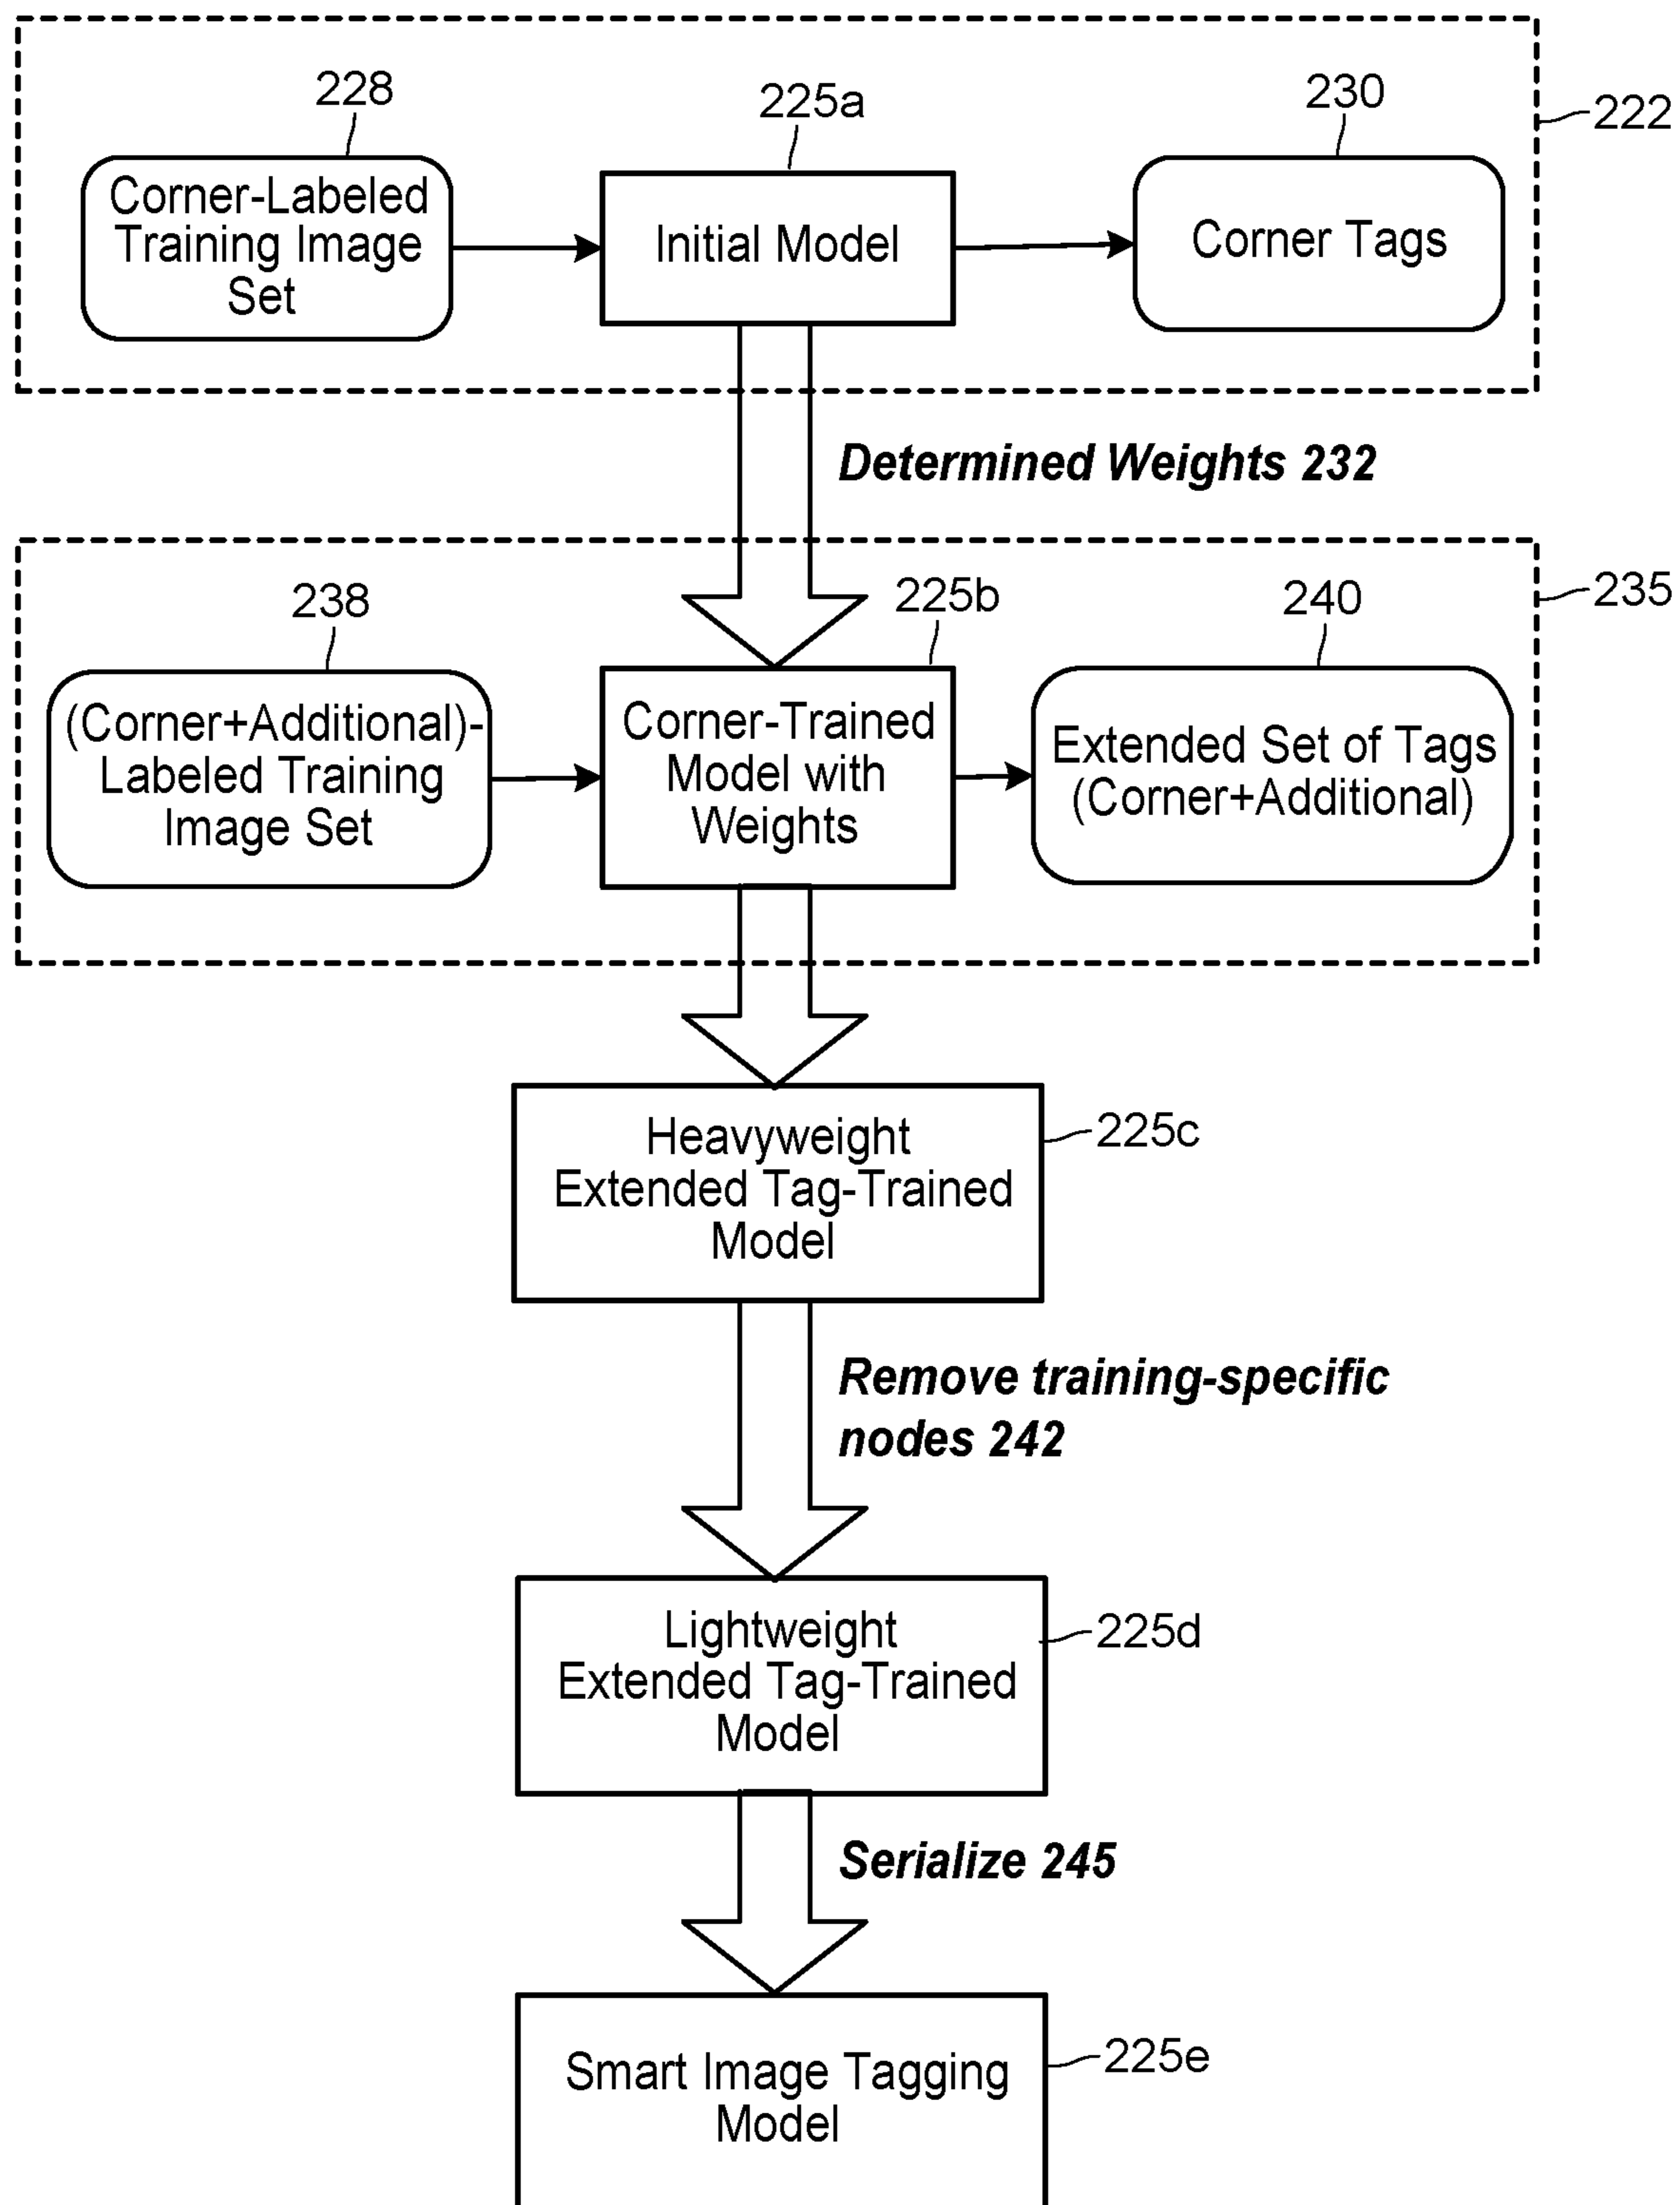 228
225a
230
222
Corner-Labeled
Training Image
Set
Initial Model
Corner Tags
Determined Weights 232
238
225b
240
235
(Corner+Additional)-
Labeled Training
Image Set
Corner-Trained
Model with
Weights
Extended Set of Tags
(Corner+Additional)
Heavyweight
Extended Tag-Trained
Model
225c
Remove training-specific
nodes 242
Lightweight
Extended Tag-Trained
Model
225d
Serialize 245
Smart Image Tagging
Model
225e